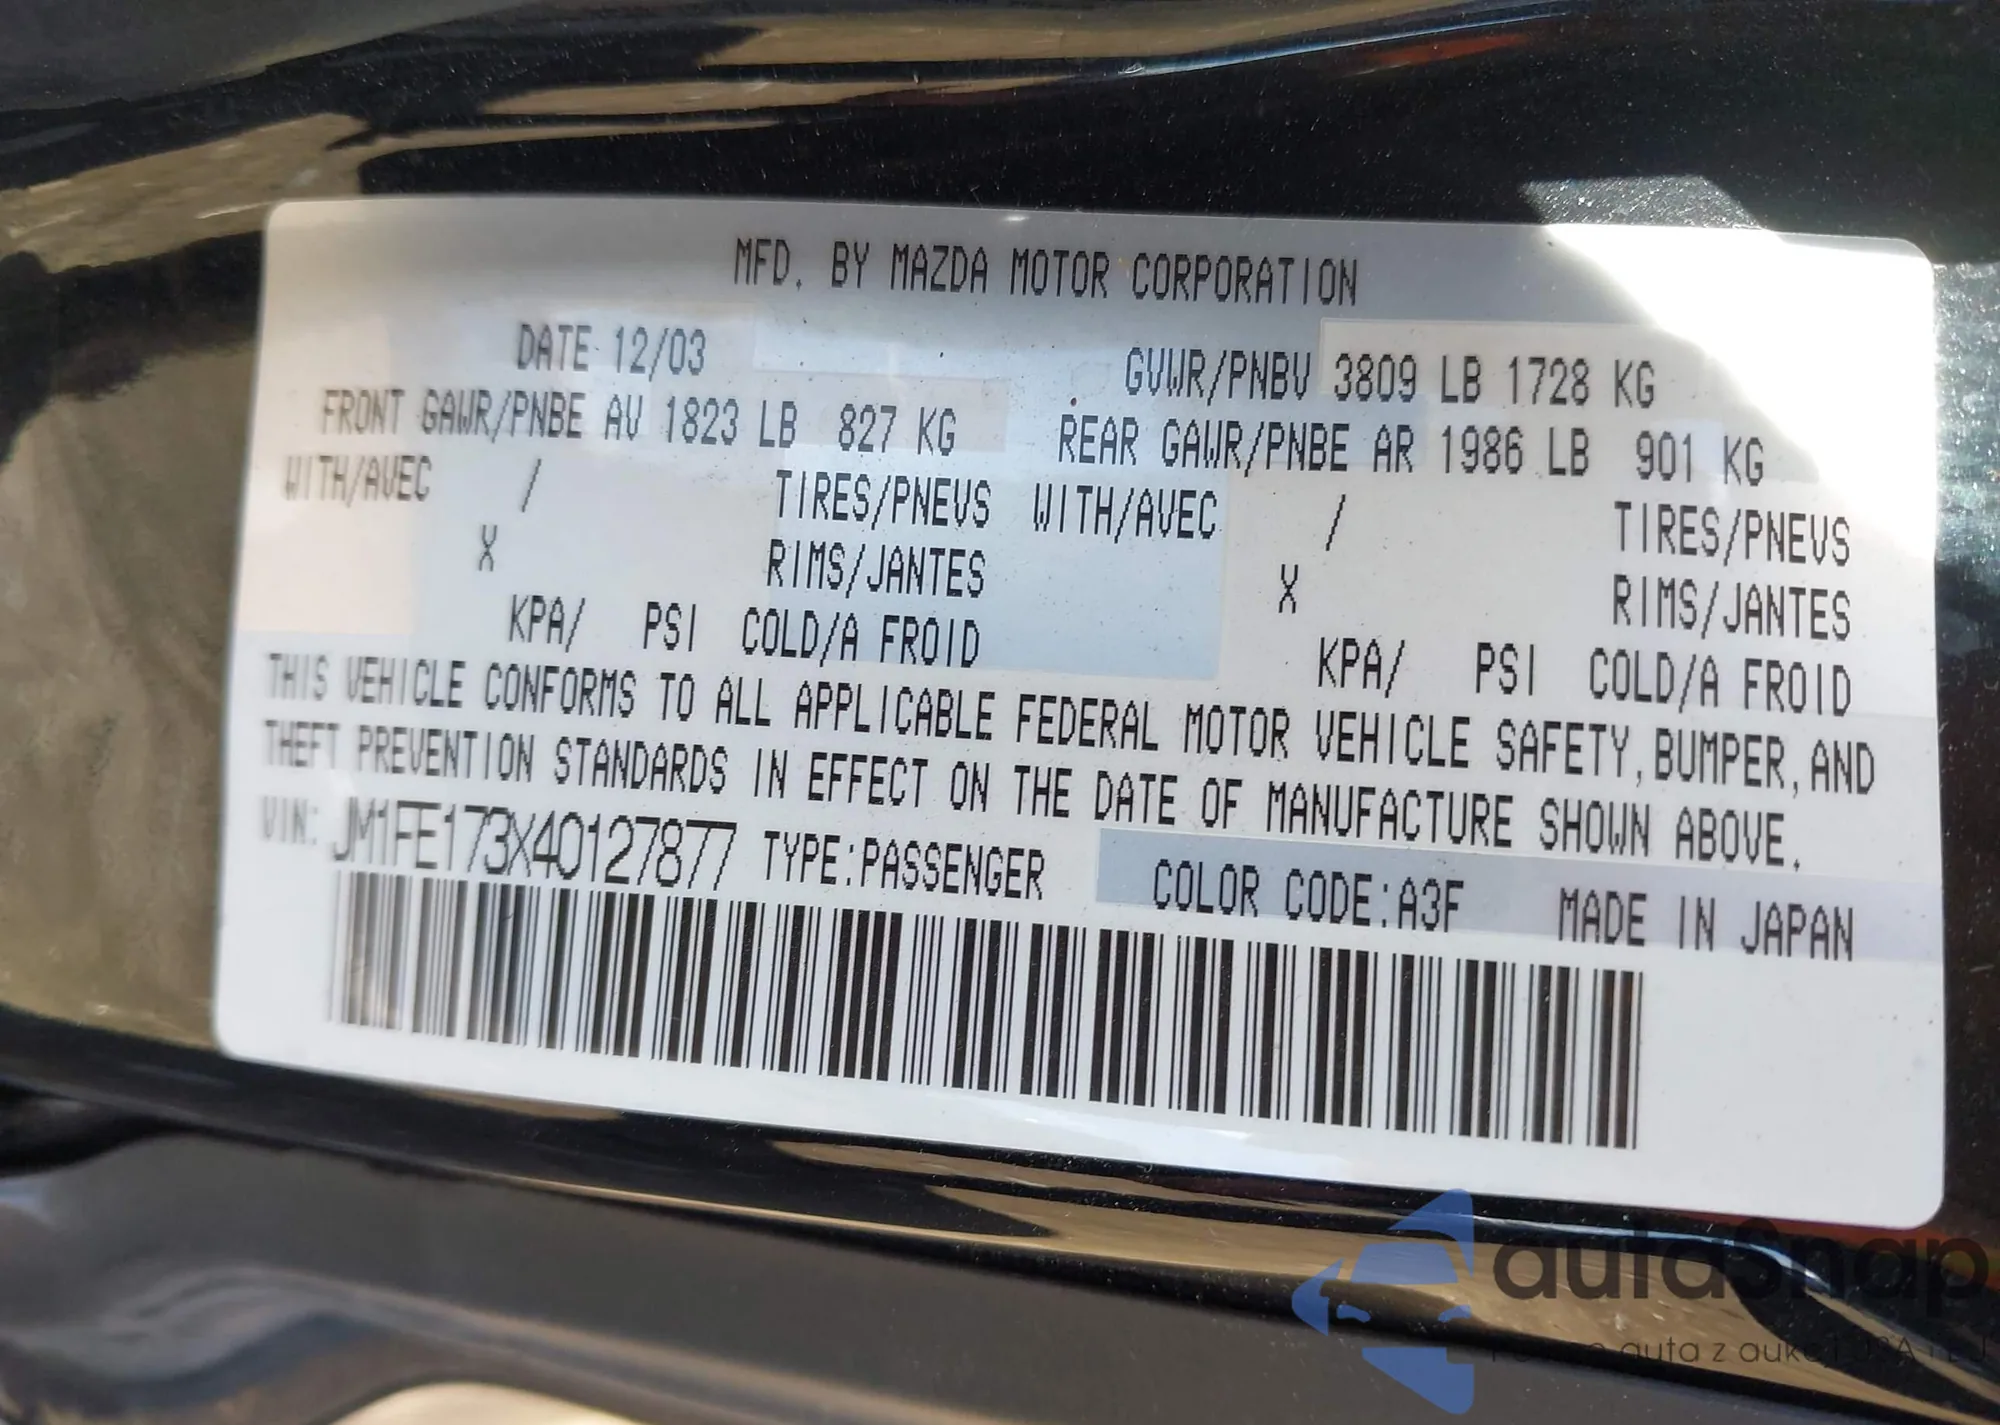 MFD. BY MAZDA MOTOR CORPORATION
DATE 12/03 GVWR/PNBV 3809 LB 1728 KG
FRONT GAWR/PNBE AV 1823 LB 827 KG REAR GAWR/PNBE AR 1986 LB 901 KG
WITH/AVEC / TIRES/PNEUS WITH/AVEC / TIRES/PNEUS
X RIMS/JANTES X RIMS/JANTES
KPA/ PSI COLD/A FROID KPA/ PSI COLD/A FROID
THIS VEHICLE CONFORMS TO ALL APPLICABLE FEDERAL MOTOR VEHICLE SAFETY, BUMPER, AND
THEFT PREVENTION STANDARDS IN EFFECT ON THE DATE OF MANUFACTURE SHOWN ABOVE.
VIN: JM1FE173X40127877 TYPE:PASSENGER COLOR CODE:A3F MADE IN JAPAN
autaSnap
auta z